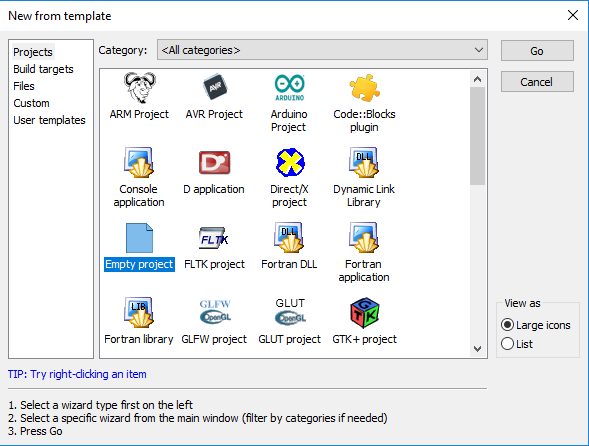 New from template
Projects
Build targets
Files
Custom
User templates
Category: <All categories>
Go
Cancel
AVR
ARDUINO
ARM Project AVR Project Arduino Project Code::Blocks plugin
DLL
Console application D application Direct/X project Dynamic Link Library
FLTK DLL
Empty project FLTK project Fortran DLL Fortran application
LIB GLFW OpenGL GLUT OpenGL GTK
Fortran library GLFW project GLUT project GTK+ project
View as
Large icons
List
TIP: Try right-clicking an item
1. Select a wizard type first on the left
2. Select a specific wizard from the main window (filter by categories if needed)
3. Press Go